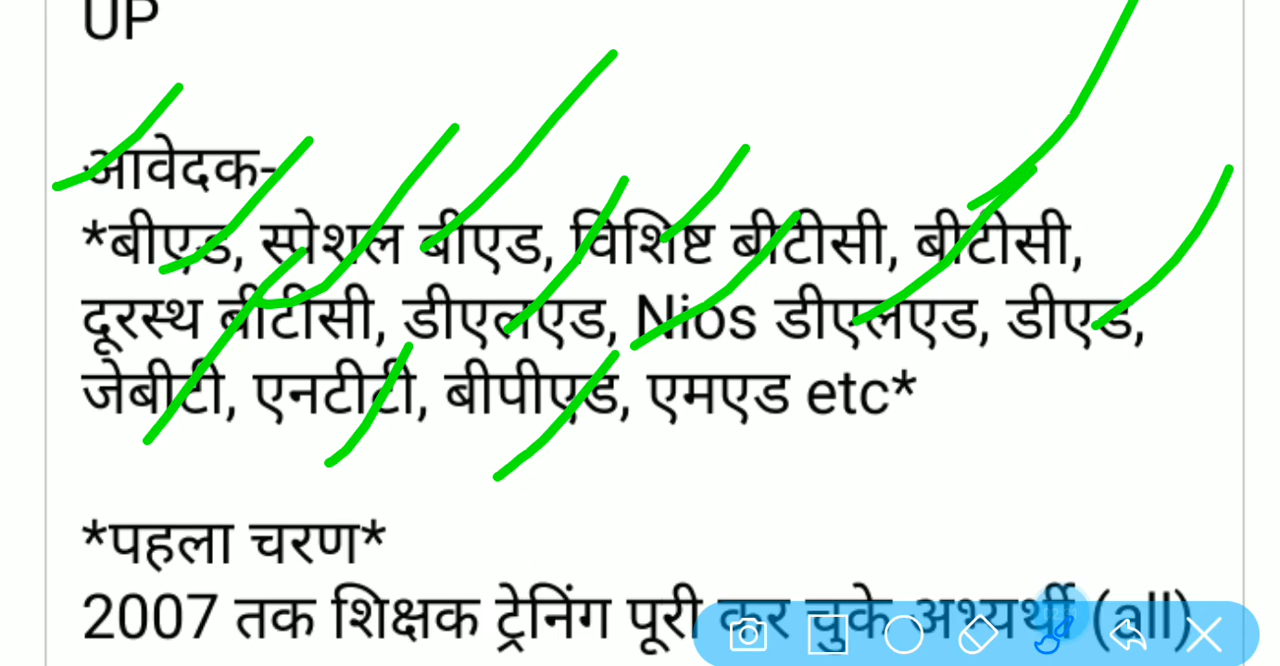 UP
आवेदक-
*बीएड, स्पेशल बीएड, विशिष्ट बीटीसी, बीटीसी,
दूरस्थ बीटीसी, डीएलएड, Nios डीएलएड, डीएड,
जेबीटी, एनटीटी, बीपीएड, एमएड etc*
*पहला चरण*
2007 तक शिक्षक ट्रेनिंग पूरी कर चुके अभ्यर्थी (all)